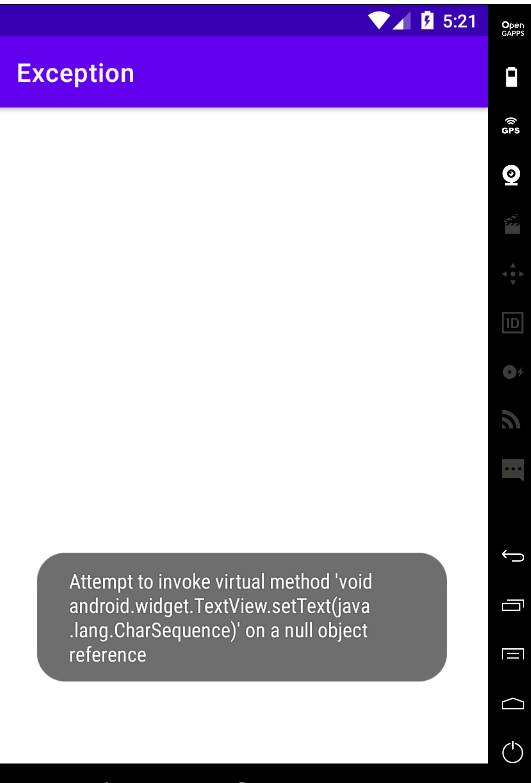 5:21
Open
GAPPS
Exception
GPS
ID
Attempt to invoke virtual method 'void
android.widget.TextView.setText(java
.lang.CharSequence)' on a null object
reference